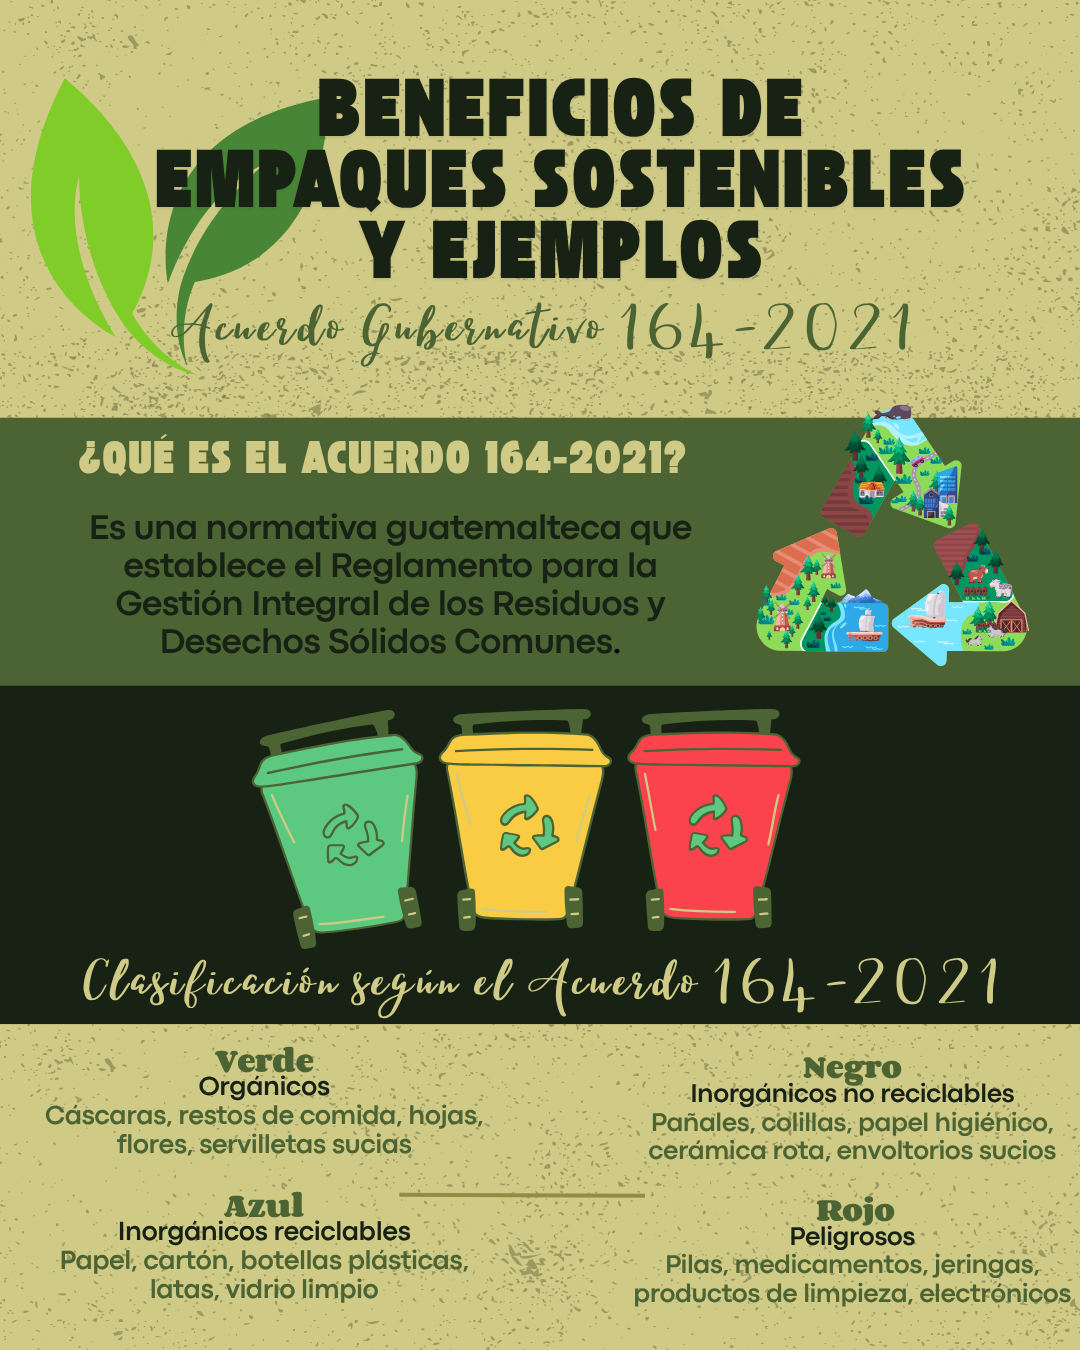 BENEFICIOS DE
EMPAQUES SOSTENIBLES
Y EJEMPLOS
Acuerdo Gubernativo 164-2021
¿QUÉ ES EL ACUERDO 164-2021?
Es una normativa guatemalteca que
establece el Reglamento para la
Gestión Integral de los Residuos y
Desechos Sólidos Comunes.
Clasificación según el Acuerdo 164-2021
Verde
Orgánicos
Cáscaras, restos de comida, hojas,
flores, servilletas sucias
Negro
Inorgánicos no reciclables
Pañales, colillas, papel higiénico,
cerámica rota, envoltorios sucios
Azul
Inorgánicos reciclables
Papel, cartón, botellas plásticas,
latas, vidrio limpio
Rojo
Peligrosos
Pilas, medicamentos, jeringas,
productos de limpieza, electrónicos